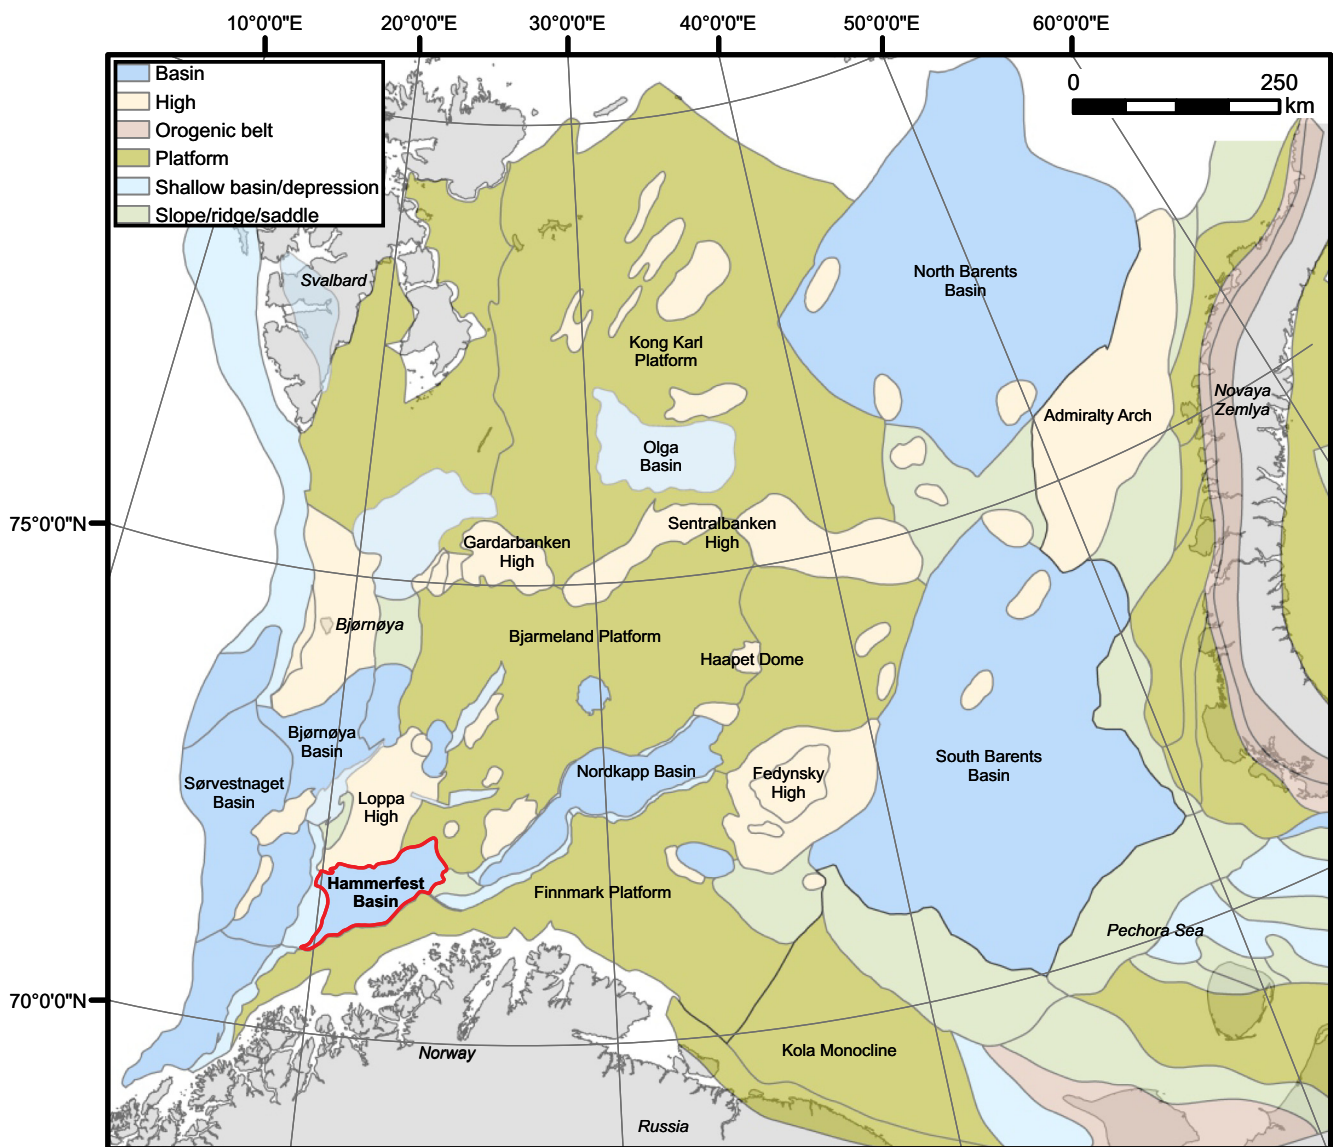 10°0'0"E
20°0'0"E
30°0'0"E
40°0'0"E
50°0'0"E
60°0'0"E
Basin
High
Orogenic belt
Platform
Shallow basin/depression
Slope/ridge/saddle
0
250
km
Svalbard
North Barents
Basin
Kong Karl
Platform
Novaya
Zemlya
Admiralty Arch
Olga
Basin
75°0'0"N
Sentralbanken
High
Gardarbanken
High
Bjørnøya
Bjarmeland Platform
Haapet Dome
Bjørnøya
Basin
South Barents
Basin
Nordkapp Basin
Fedynsky
High
Sørvestnaget
Basin
Loppa
High
Hammerfest
Basin
Finnmark Platform
Pechora Sea
70°0'0"N
Norway
Kola Monocline
Russia